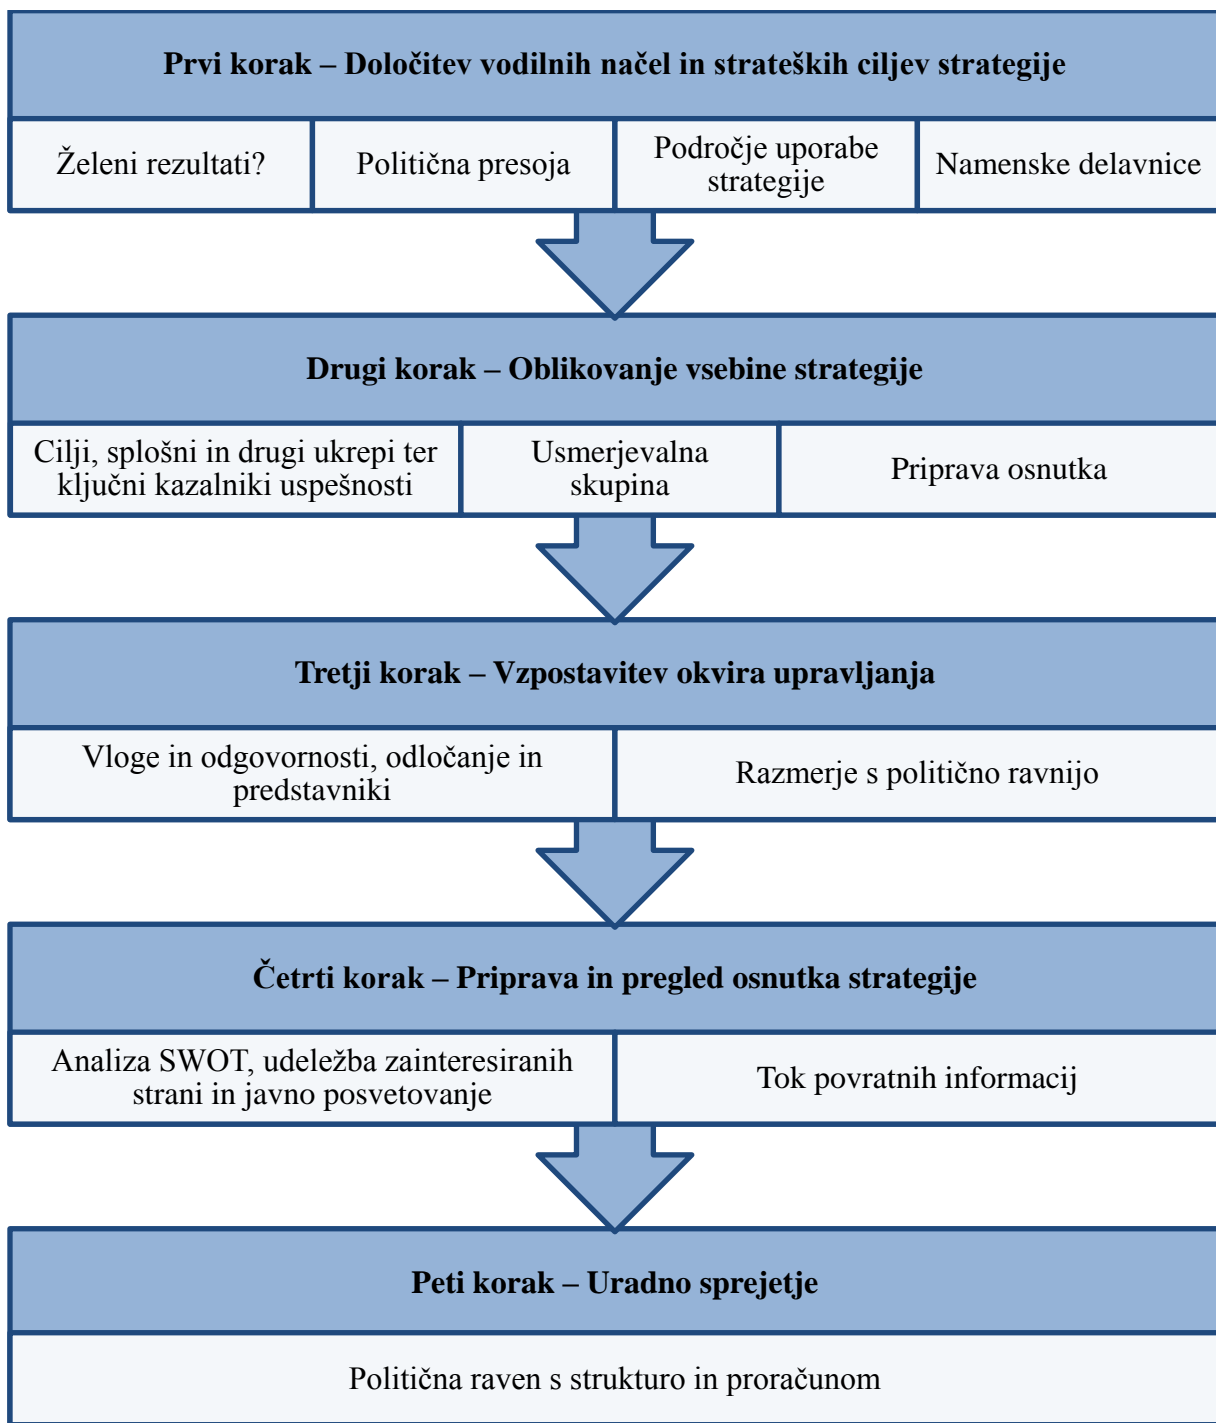 Prvi korak – Določitev vodilnih načel in strateških ciljev strategije
Želeni rezultati?
Politična presoja
Področje uporabe
strategije
Namenske delavnice
Drugi korak – Oblikovanje vsebine strategije
Cilji, splošni in drugi ukrepi ter
ključni kazalniki uspešnosti
Usmerjevalna
skupina
Priprava osnutka
Tretji korak – Vzpostavitev okvira upravljanja
Vloge in odgovornosti, odločanje in
predstavniki
Razmerje s politično ravnijo
Četrti korak – Priprava in pregled osnutka strategije
Analiza SWOT, udeležba zainteresiranih
strani in javno posvetovanje
Tok povratnih informacij
Peti korak – Uradno sprejetje
Politična raven s strukturo in proračunom